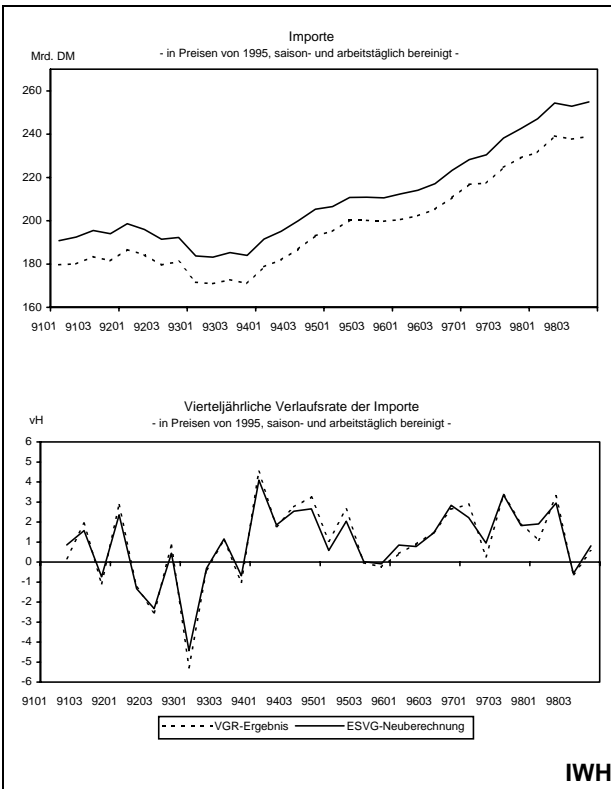 Importe
- in Preisen von 1995, saison- und arbeitstäglich bereinigt -
Mrd. DM
260
240
220
200
180
160
9101 9103 9201 9203 9301 9303 9401 9403 9501 9503 9601 9603 9701 9703 9801 9803
Vierteljährliche Verlaufsrate der Importe
- in Preisen von 1995, saison- und arbeitstäglich bereinigt -
vH
6
5
4
3
2
1
0
-1
-2
-3
-4
-5
-6
9101 9103 9201 9203 9301 9303 9401 9403 9501 9503 9601 9603 9701 9703 9801 9803
VGR-Ergebnis ESVG-Neuberechnung
IWH